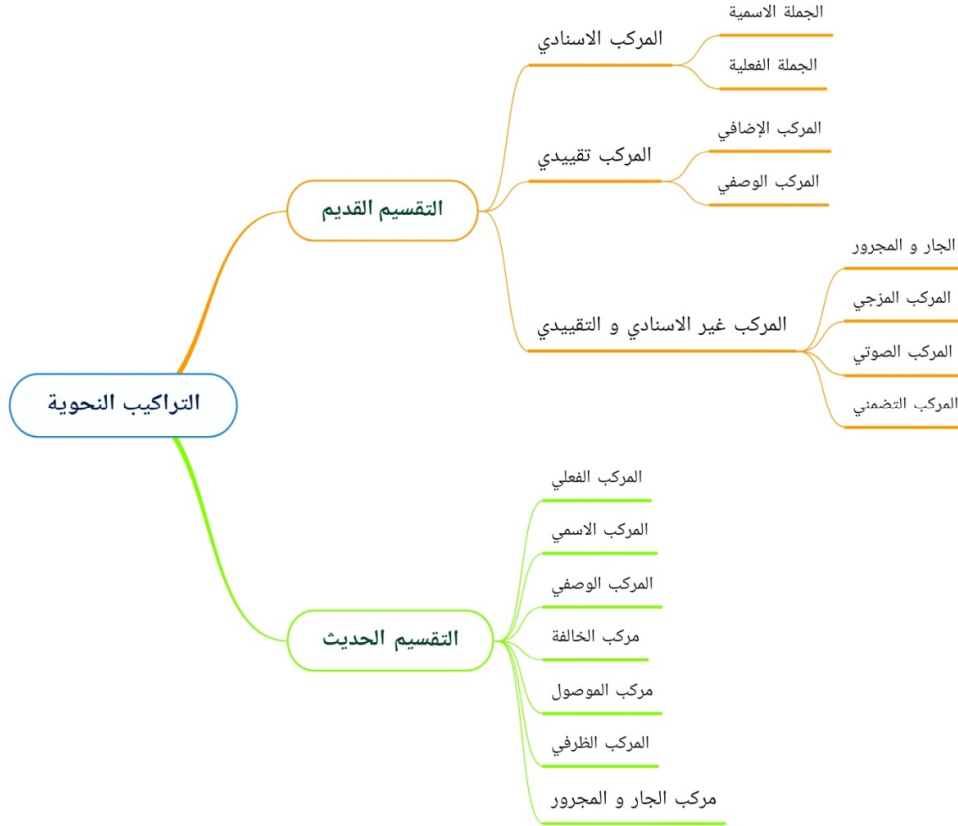 التراكيب النحوية
التقسيم القديم
المركب الاسنادي
الجملة الاسمية
الجملة الفعلية
المركب تقييدي
المركب الإضافي
المركب الوصفي
المركب غير الاسنادي و التقييدي
الجار و المجرور
المركب المزجي
المركب الصوتي
المركب التضمني
التقسيم الحديث
المركب الفعلي
المركب الاسمي
المركب الوصفي
مركب الخالفة
مركب الموصول
المركب الظرفي
مركب الجار و المجرور